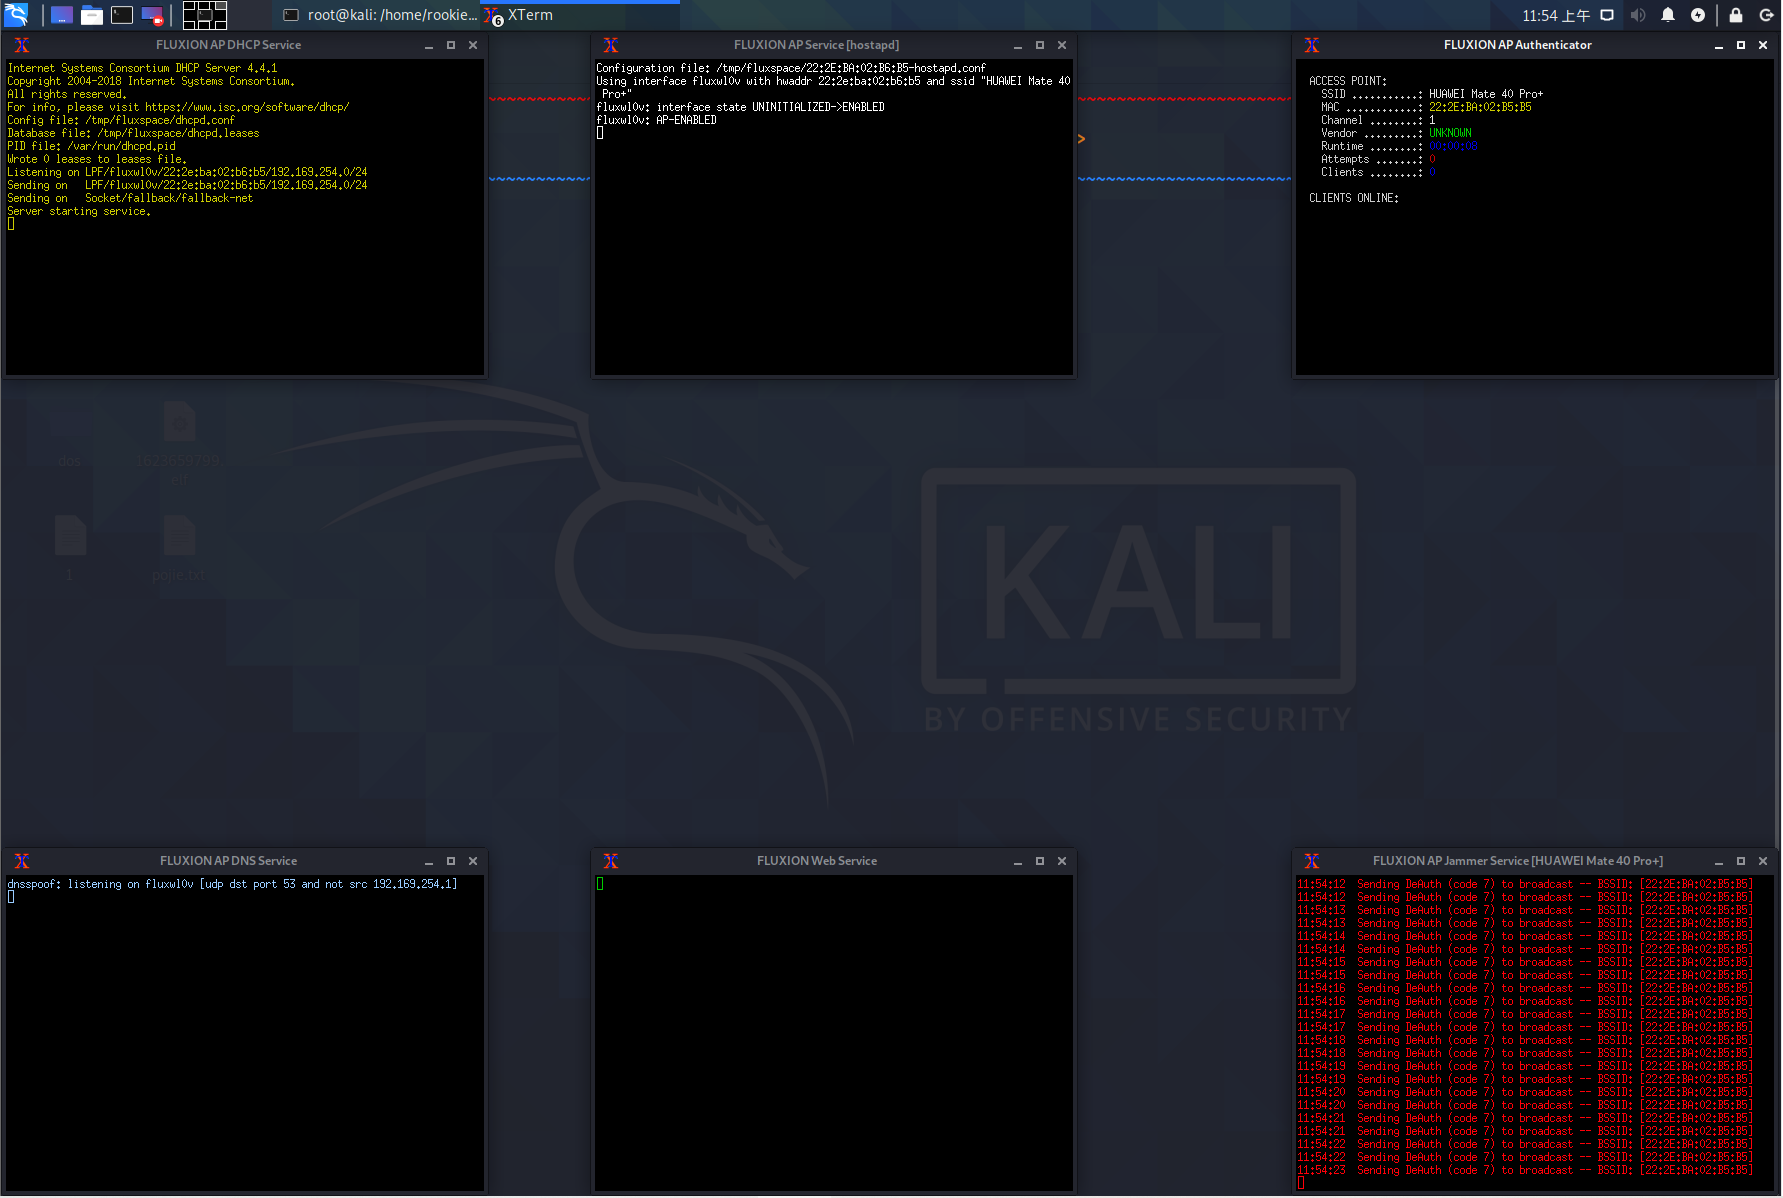 root@kali: /home/rookie...
XTerm
6
11:54 上午
FLUXION AP DHCP Service
Internet Systems Consortium DHCP Server 4.4.1
Copyright 2004-2018 Internet Systems Consortium.
All rights reserved.
For info, please visit https://www.isc.org/software/dhcp/
Config file: /tmp/fluxspace/dhcpd.conf
Database file: /tmp/fluxspace/dhcpd.leases
PID file: /var/run/dhcpd.pid
Wrote 0 leases to leases file.
Listening on LPF/fluxwl0v/22:2e:ba:02:b6:b5/192.169.254.0/24
Sending on   LPF/fluxwl0v/22:2e:ba:02:b6:b5/192.169.254.0/24
Sending on   Socket/fallback/fallback-net
Server starting service.
FLUXION AP Service [hostapd]
Configuration file: /tmp/fluxspace/22:2E:BA:02:B6:B5-hostapd.conf
Using interface fluxwl0v with hwaddr 22:2e:ba:02:b6:b5 and ssid "HUAWEI Mate 40
Pro+"
fluxwl0v: interface state UNINITIALIZED->ENABLED
fluxwl0v: AP-ENABLED
FLUXION AP Authenticator
ACCESS POINT:
SSID ...........: HUAWEI Mate 40 Pro+
MAC ............: 22:2E:BA:02:B5:B5
Channel ........: 1
Vendor .........: UNKNOWN
Runtime ........: 00:00:08
Attempts .......: 0
Clients ........: 0
CLIENTS ONLINE:
dos
1623659799
elf
1
pojie.txt
KALI
BY OFFENSIVE SECURITY
FLUXION AP DNS Service
dnsspoof: listening on fluxwl0v [udp dst port 53 and not src 192.169.254.1]
FLUXION Web Service
FLUXION AP Jammer Service [HUAWEI Mate 40 Pro+]
11:54:12  Sending DeAuth (code 7) to broadcast -- BSSID: [22:2E:BA:02:B5:B5]
11:54:12  Sending DeAuth (code 7) to broadcast -- BSSID: [22:2E:BA:02:B5:B5]
11:54:13  Sending DeAuth (code 7) to broadcast -- BSSID: [22:2E:BA:02:B5:B5]
11:54:13  Sending DeAuth (code 7) to broadcast -- BSSID: [22:2E:BA:02:B5:B5]
11:54:14  Sending DeAuth (code 7) to broadcast -- BSSID: [22:2E:BA:02:B5:B5]
11:54:14  Sending DeAuth (code 7) to broadcast -- BSSID: [22:2E:BA:02:B5:B5]
11:54:15  Sending DeAuth (code 7) to broadcast -- BSSID: [22:2E:BA:02:B5:B5]
11:54:15  Sending DeAuth (code 7) to broadcast -- BSSID: [22:2E:BA:02:B5:B5]
11:54:16  Sending DeAuth (code 7) to broadcast -- BSSID: [22:2E:BA:02:B5:B5]
11:54:16  Sending DeAuth (code 7) to broadcast -- BSSID: [22:2E:BA:02:B5:B5]
11:54:17  Sending DeAuth (code 7) to broadcast -- BSSID: [22:2E:BA:02:B5:B5]
11:54:17  Sending DeAuth (code 7) to broadcast -- BSSID: [22:2E:BA:02:B5:B5]
11:54:18  Sending DeAuth (code 7) to broadcast -- BSSID: [22:2E:BA:02:B5:B5]
11:54:18  Sending DeAuth (code 7) to broadcast -- BSSID: [22:2E:BA:02:B5:B5]
11:54:19  Sending DeAuth (code 7) to broadcast -- BSSID: [22:2E:BA:02:B5:B5]
11:54:19  Sending DeAuth (code 7) to broadcast -- BSSID: [22:2E:BA:02:B5:B5]
11:54:20  Sending DeAuth (code 7) to broadcast -- BSSID: [22:2E:BA:02:B5:B5]
11:54:20  Sending DeAuth (code 7) to broadcast -- BSSID: [22:2E:BA:02:B5:B5]
11:54:21  Sending DeAuth (code 7) to broadcast -- BSSID: [22:2E:BA:02:B5:B5]
11:54:21  Sending DeAuth (code 7) to broadcast -- BSSID: [22:2E:BA:02:B5:B5]
11:54:22  Sending DeAuth (code 7) to broadcast -- BSSID: [22:2E:BA:02:B5:B5]
11:54:22  Sending DeAuth (code 7) to broadcast -- BSSID: [22:2E:BA:02:B5:B5]
11:54:23  Sending DeAuth (code 7) to broadcast -- BSSID: [22:2E:BA:02:B5:B5]